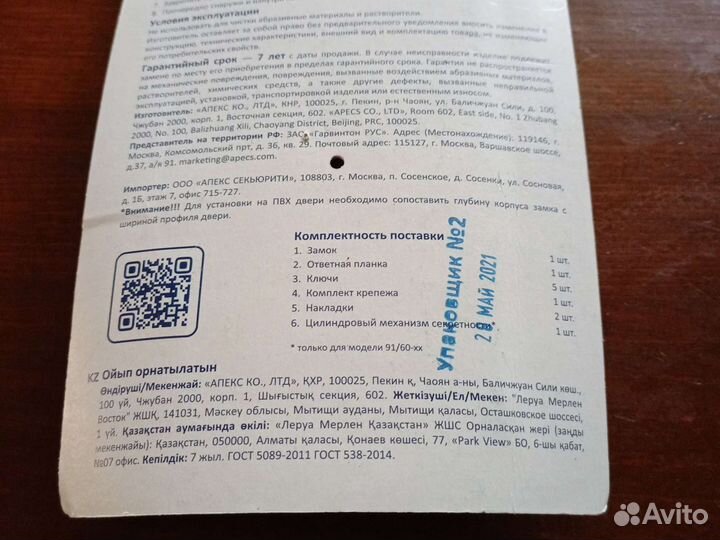 8. Поочередно снаружи и внутри
Условия эксплуатации
Не использовать для чистки абразивные материалы и растворители.
Изготовитель оставляет за собой право без предварительного уведомления вносить изменения в
конструкцию, технические характеристики, внешний вид и комплектацию товара, не изменяющие
его потребительских свойств.
Гарантийный срок — 7 лет с даты продажи. В случае неисправности изделие подлежит
замене по месту его приобретения в пределах гарантийного срока. Гарантия не распространяется
на механические повреждения, повреждения, вызванные воздействием абразивных материалов,
растворителей, химических средств, а также другие дефекты, вызванные неправильной
эксплуатацией, установкой, транспортировкой изделия или естественным износом.
Изготовитель: «АПЕКС КО., ЛТД», КНР, 100025, г. Пекин, р-н Чаоян, ул. Баличжуан Сили, д. 100,
Чжубан 2000, корп. 1, Восточная секция, 602. «APECS CO., LTD», Room 602, East side, No. 1 Zhubang
2000, No. 100, Balizhuang Xili, Chaoyang District, Beijing, PRC, 100025.
Представитель на территории РФ: ЗАО «Гарвинтон РУС». Адрес (Местонахождение): 119146, г.
Москва, Комсомольский прт, д. 36, кв. 29. Почтовый адрес: 115127, г. Москва, Варшавское шоссе,
д.37, а/я 91. marketing@apecs.com.
Импортер: ООО «АПЕКС СЕКЬЮРИТИ», 108803, г. Москва, п. Сосенское, д. Сосенки, ул. Сосновая,
д. 1Б, этаж 7, офис 715-727.
*Внимание!!! Для установки на ПВХ двери необходимо сопоставить глубину корпуса замка с
шириной профиля двери.
Комплектность поставки
1. Замок 1 шт.
2. Ответная планка 1 шт.
3. Ключи 5 шт.
4. Комплект крепежа 1 шт.
5. Накладки 2 шт.
6. Цилиндровый механизм секретности* 1 шт.
* только для модели 91/60-xx
Упаковщик №2
20 МАЙ 2021
KZ Ойып орнатылатын
Өндіруші/Мекенжай: «АПЕКС КО., ЛТД», ҚХР, 100025, Пекин қ, Чаоян а-ны, Баличжуан Сили көш.,
100 үй, Чжубан 2000, корп. 1, Шығыстық секция, 602. Жеткізуші/Ел/Мекен: "Леруа Мерлен
Восток" ЖШҚ, 141031, Мәскеу облысы, Мытищи ауданы, Мытищи қаласы, Осташковское шоссесі,
1 үй. Қазақстан аумағында өкілі: «Леруа Мерлен Қазақстан» ЖШС Орналасқан жері (заңды
мекенжайы): Қазақстан, 050000, Алматы қаласы, Қонаев көшесі, 77, «Park View» БО, 6-шы қабат,
№07 офис. Кепілдік: 7 жыл. ГОСТ 5089-2011 ГОСТ 538-2014.
Avito